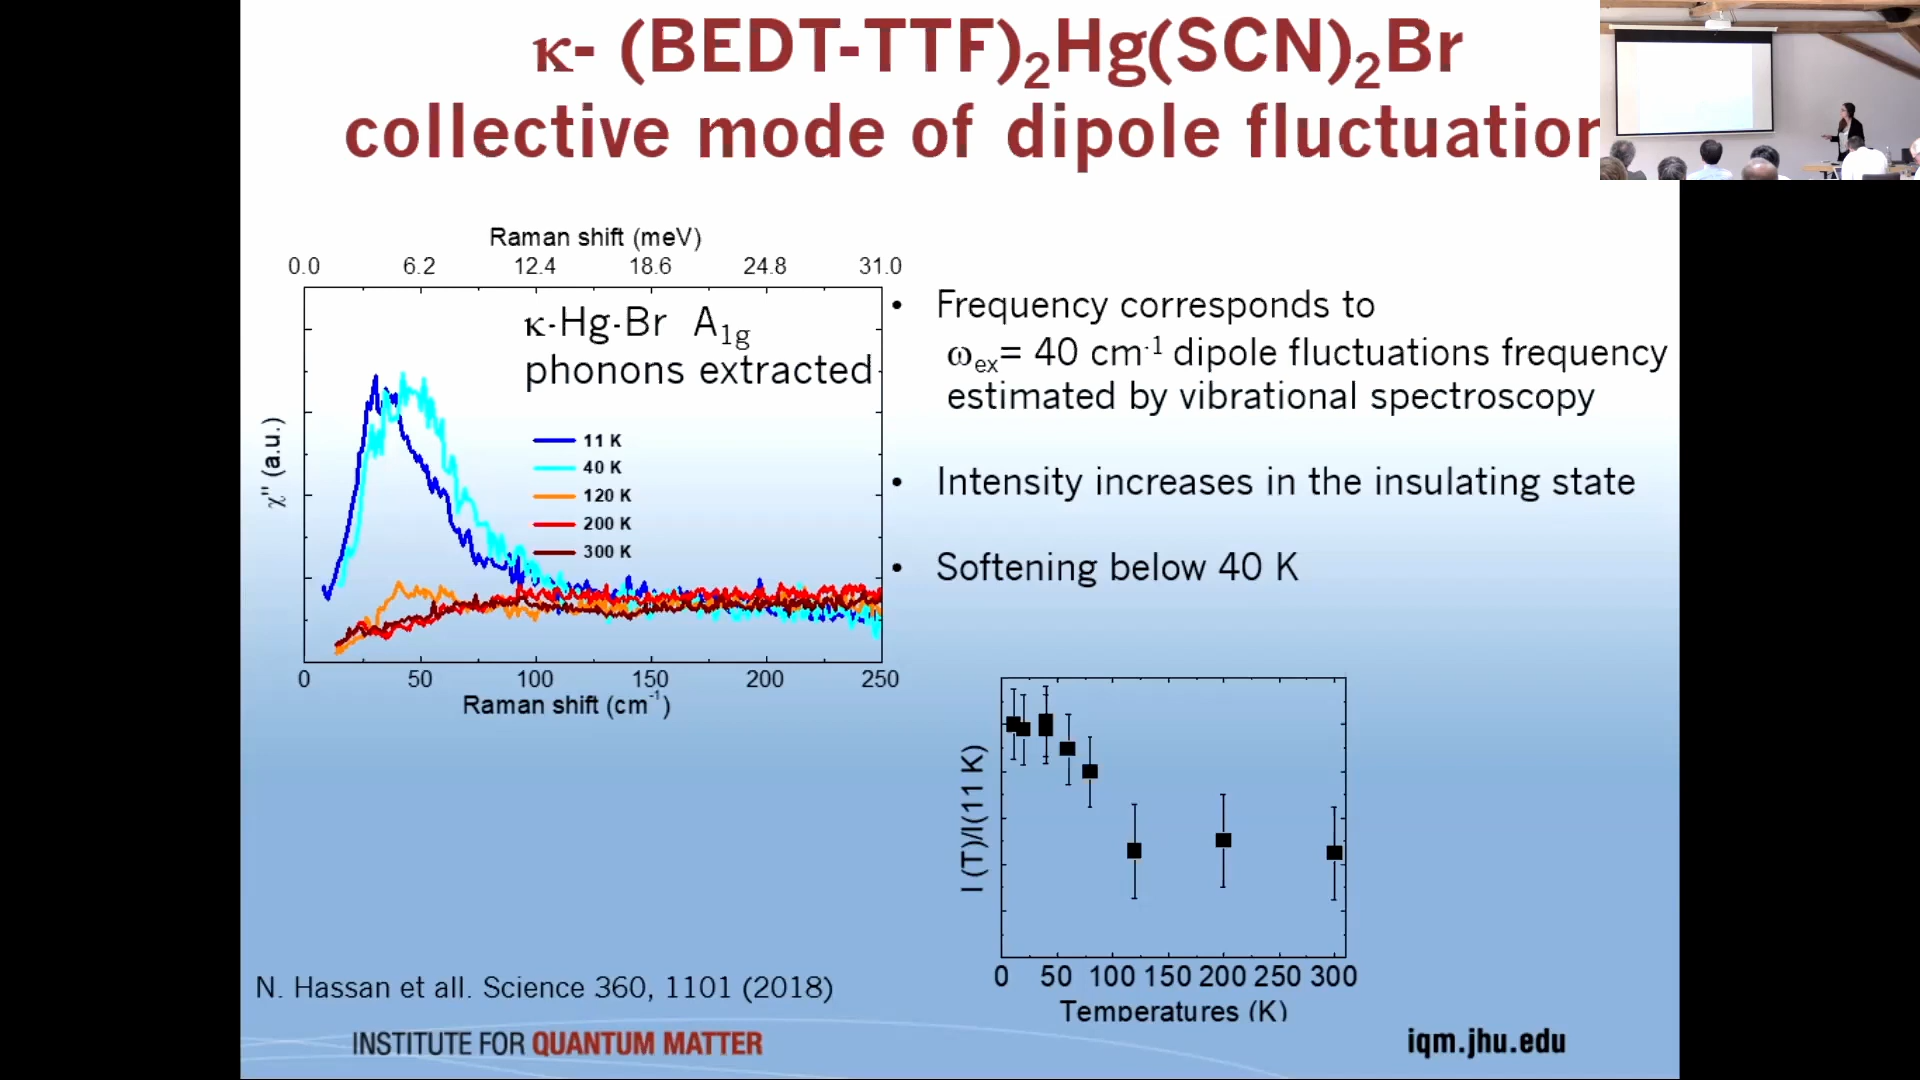 κ- (BEDT-TTF)₂Hg(SCN)₂Br
collective mode of dipole fluctuation
Raman shift (meV)
0.0 6.2 12.4 18.6 24.8 31.0
κ-Hg-Br A₁g
phonons extracted
11 K
40 K
120 K
200 K
300 K
χ'' (a.u.)
0 50 100 150 200 250
Raman shift (cm⁻¹)
• Frequency corresponds to
ωₑₓ= 40 cm⁻¹ dipole fluctuations frequency
estimated by vibrational spectroscopy
• Intensity increases in the insulating state
• Softening below 40 K
I (T)/I(11 K)
0 50 100 150 200 250 300
Temperatures (K)
N. Hassan et all. Science 360, 1101 (2018)
INSTITUTE FOR QUANTUM MATTER
iqm.jhu.edu